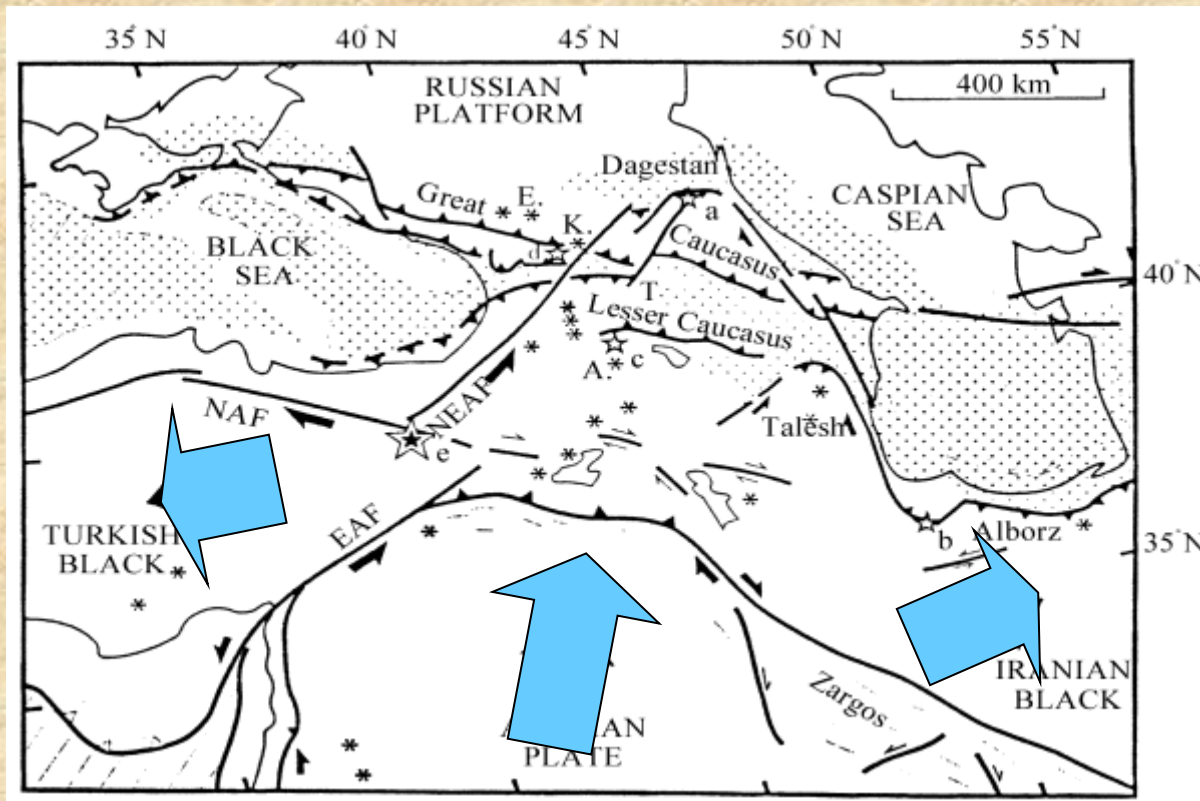 35°N 40°N 45°N 50°N 55°N
RUSSIAN
PLATFORM
400 km
Dagestan
CASPIAN
SEA
Great
E.
K.
a
d
BLACK
SEA
Caucasus
40°N
T
Lesser Caucasus
A.
c
NAF
NEAF
Talesh
e
EAF
TURKISH
BLACK
b
Alborz
35°N
Zargos
IRANIAN
BLACK
PLATE